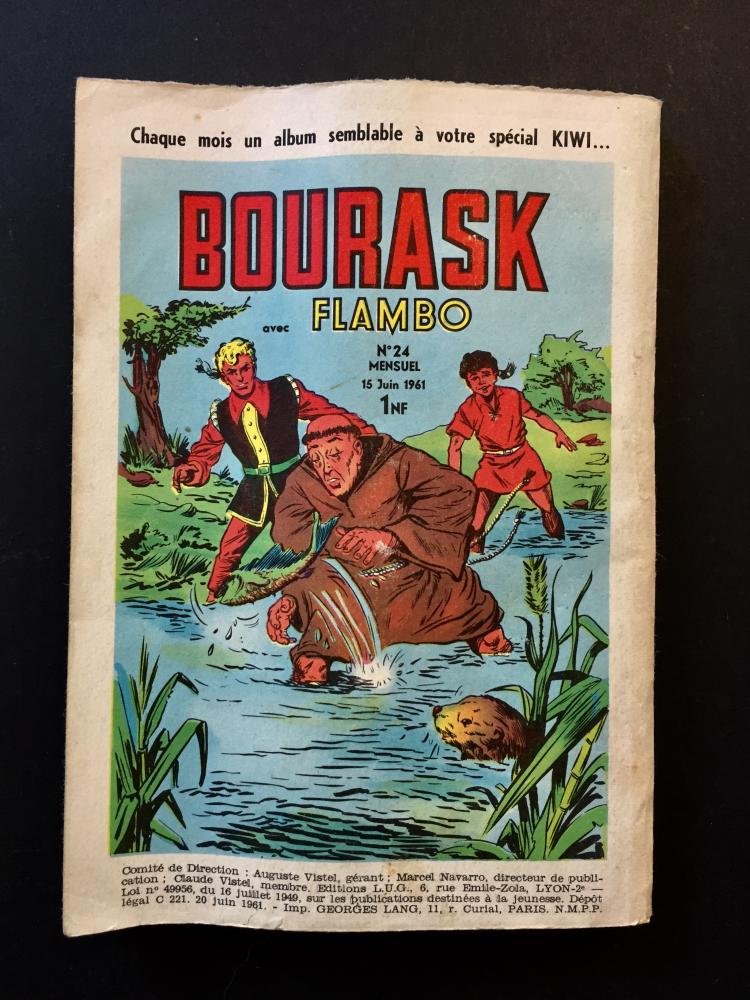 Chaque mois un album semblable à votre spécial KIWI...
BOURASK
avec FLAMBO
N°24
MENSUEL
15 Juin 1961
1NF
Comité de Direction : Auguste Vistel, gérant ; Marcel Navarro, directeur de publi-
cation ; Claude Vistel, membre. Editions L.U.G., 6, rue Emile-Zola, LYON-2e —
Loi nº 49956, du 16 juillet 1949, sur les publications destinées à la jeunesse. Dépôt
légal C 221. 20 juin 1961. - Imp. GEORGES LANG, 11, r. Curial, PARIS. N.M.P.P.